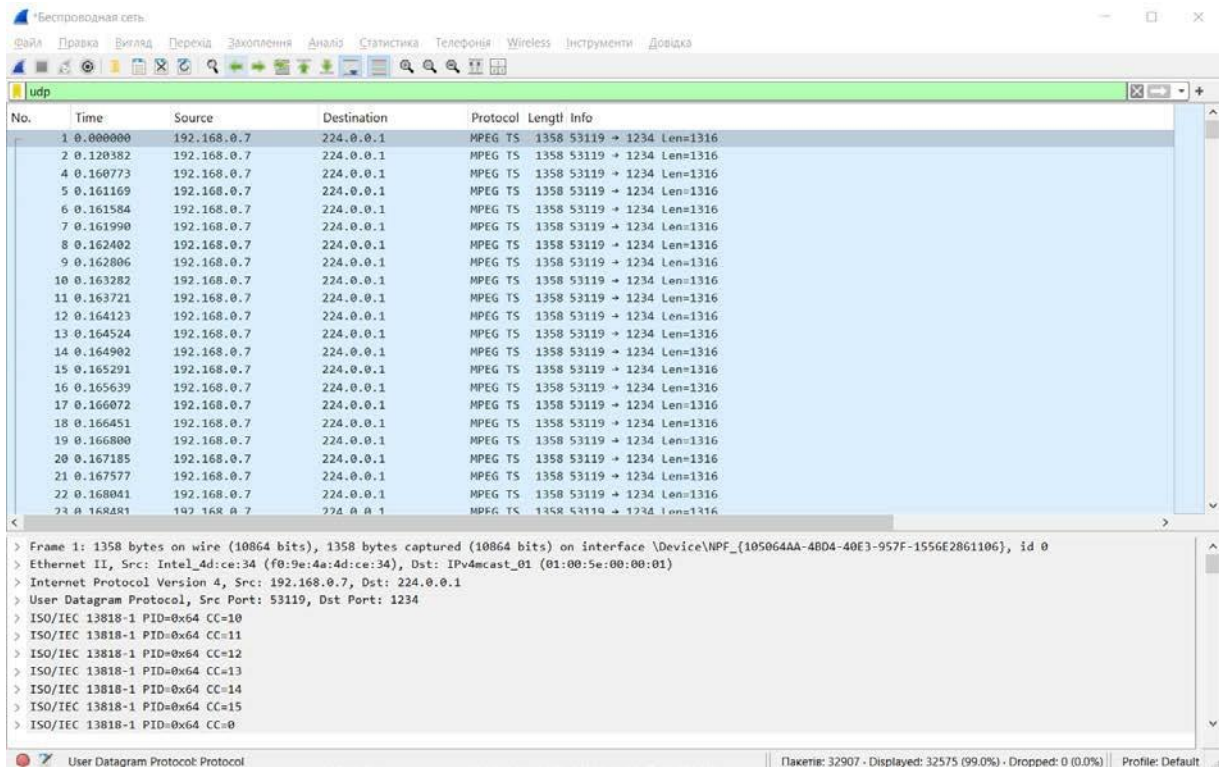 *Беспроводная сеть
Файл Правка Вигляд Перехід Захоплення Аналіз Статистика Телефонія Wireless Інструменти Довідка
udp
No. Time Source Destination Protocol Lengtł Info
1 0.000000 192.168.0.7 224.0.0.1 MPEG TS 1358 53119 → 1234 Len=1316
2 0.120382 192.168.0.7 224.0.0.1 MPEG TS 1358 53119 → 1234 Len=1316
4 0.160773 192.168.0.7 224.0.0.1 MPEG TS 1358 53119 → 1234 Len=1316
5 0.161169 192.168.0.7 224.0.0.1 MPEG TS 1358 53119 → 1234 Len=1316
6 0.161584 192.168.0.7 224.0.0.1 MPEG TS 1358 53119 → 1234 Len=1316
7 0.161990 192.168.0.7 224.0.0.1 MPEG TS 1358 53119 → 1234 Len=1316
8 0.162402 192.168.0.7 224.0.0.1 MPEG TS 1358 53119 → 1234 Len=1316
9 0.162806 192.168.0.7 224.0.0.1 MPEG TS 1358 53119 → 1234 Len=1316
10 0.163282 192.168.0.7 224.0.0.1 MPEG TS 1358 53119 → 1234 Len=1316
11 0.163721 192.168.0.7 224.0.0.1 MPEG TS 1358 53119 → 1234 Len=1316
12 0.164123 192.168.0.7 224.0.0.1 MPEG TS 1358 53119 → 1234 Len=1316
13 0.164524 192.168.0.7 224.0.0.1 MPEG TS 1358 53119 → 1234 Len=1316
14 0.164902 192.168.0.7 224.0.0.1 MPEG TS 1358 53119 → 1234 Len=1316
15 0.165291 192.168.0.7 224.0.0.1 MPEG TS 1358 53119 → 1234 Len=1316
16 0.165639 192.168.0.7 224.0.0.1 MPEG TS 1358 53119 → 1234 Len=1316
17 0.166072 192.168.0.7 224.0.0.1 MPEG TS 1358 53119 → 1234 Len=1316
18 0.166451 192.168.0.7 224.0.0.1 MPEG TS 1358 53119 → 1234 Len=1316
19 0.166800 192.168.0.7 224.0.0.1 MPEG TS 1358 53119 → 1234 Len=1316
20 0.167185 192.168.0.7 224.0.0.1 MPEG TS 1358 53119 → 1234 Len=1316
21 0.167577 192.168.0.7 224.0.0.1 MPEG TS 1358 53119 → 1234 Len=1316
22 0.168041 192.168.0.7 224.0.0.1 MPEG TS 1358 53119 → 1234 Len=1316
23 0.168481 192.168.0.7 224.0.0.1 MPEG TS 1358 53119 → 1234 Len=1316
> Frame 1: 1358 bytes on wire (10864 bits), 1358 bytes captured (10864 bits) on interface \Device\NPF_{105064AA-4BD4-40E3-957F-1556E2861106}, id 0
> Ethernet II, Src: Intel_4d:ce:34 (f0:9e:4a:4d:ce:34), Dst: IPv4mcast_01 (01:00:5e:00:00:01)
> Internet Protocol Version 4, Src: 192.168.0.7, Dst: 224.0.0.1
> User Datagram Protocol, Src Port: 53119, Dst Port: 1234
> ISO/IEC 13818-1 PID=0x64 CC=10
> ISO/IEC 13818-1 PID=0x64 CC=11
> ISO/IEC 13818-1 PID=0x64 CC=12
> ISO/IEC 13818-1 PID=0x64 CC=13
> ISO/IEC 13818-1 PID=0x64 CC=14
> ISO/IEC 13818-1 PID=0x64 CC=15
> ISO/IEC 13818-1 PID=0x64 CC=0
User Datagram Protocol: Protocol Пакетів: 32907 · Displayed: 32575 (99.0%) · Dropped: 0 (0.0%) Profile: Default